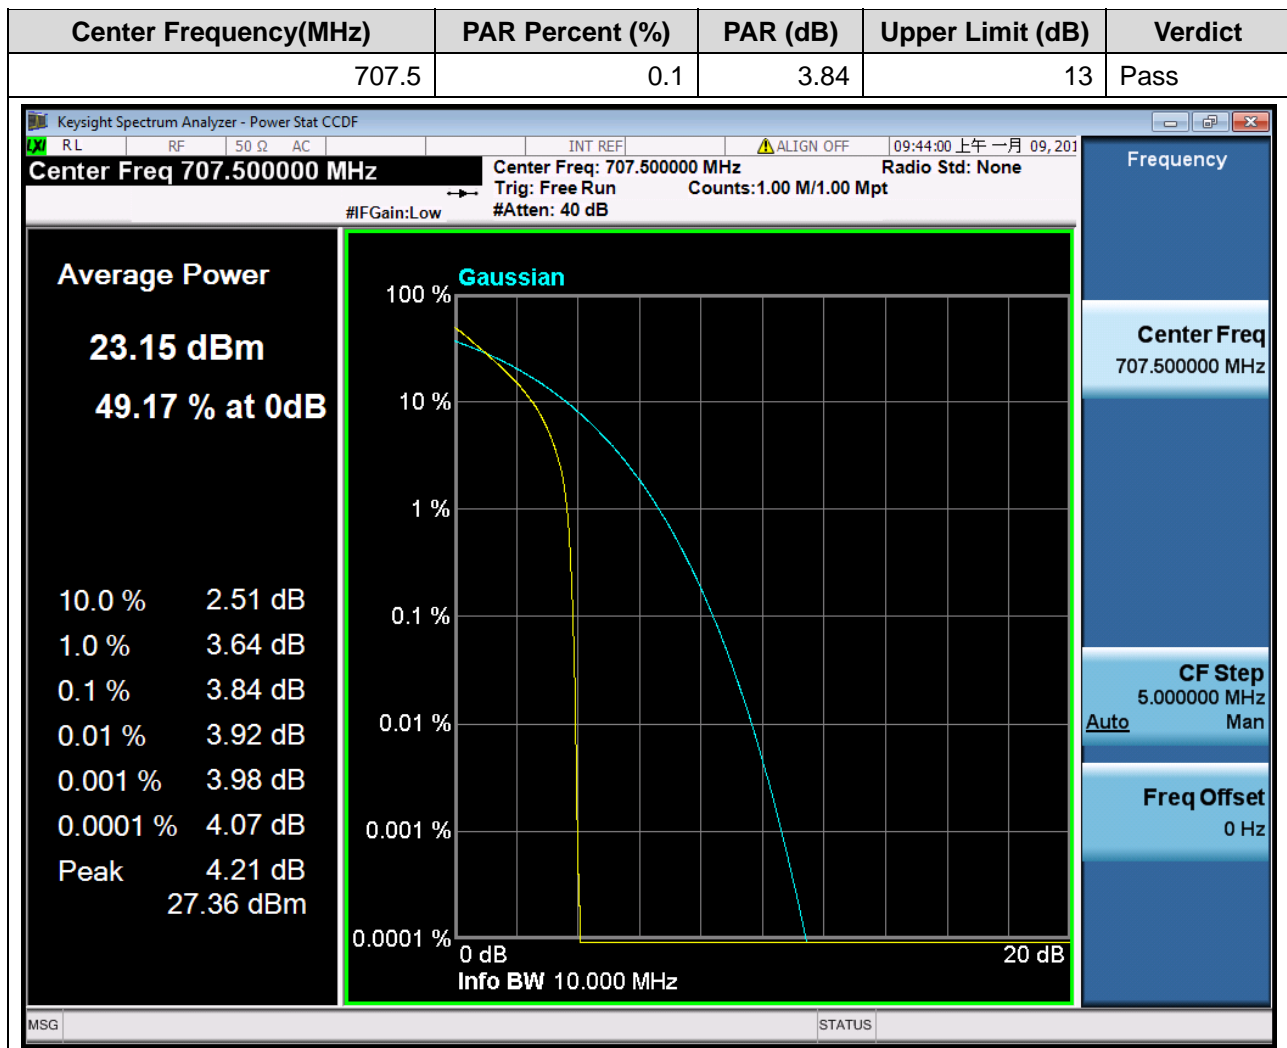 Center Frequency(MHz) PAR Percent (%) PAR (dB) Upper Limit (dB) Verdict
707.5 0.1 3.84 13 Pass
Keysight Spectrum Analyzer - Power Stat CCDF
LXI RL RF 50 Ω AC INT REF ALIGN OFF 09:44:00 上午 一月 09, 201
Center Freq 707.500000 MHz
Center Freq: 707.500000 MHz Radio Std: None
Trig: Free Run Counts:1.00 M/1.00 Mpt
#IFGain:Low #Atten: 40 dB
Average Power
23.15 dBm
49.17 % at 0dB
10.0 % 2.51 dB
1.0 % 3.64 dB
0.1 % 3.84 dB
0.01 % 3.92 dB
0.001 % 3.98 dB
0.0001 % 4.07 dB
Peak 4.21 dB
27.36 dBm
Gaussian
100 %
10 %
1 %
0.1 %
0.01 %
0.001 %
0.0001 %
0 dB 20 dB
Info BW 10.000 MHz
Frequency
Center Freq
707.500000 MHz
CF Step
5.000000 MHz
Auto Man
Freq Offset
0 Hz
MSG STATUS